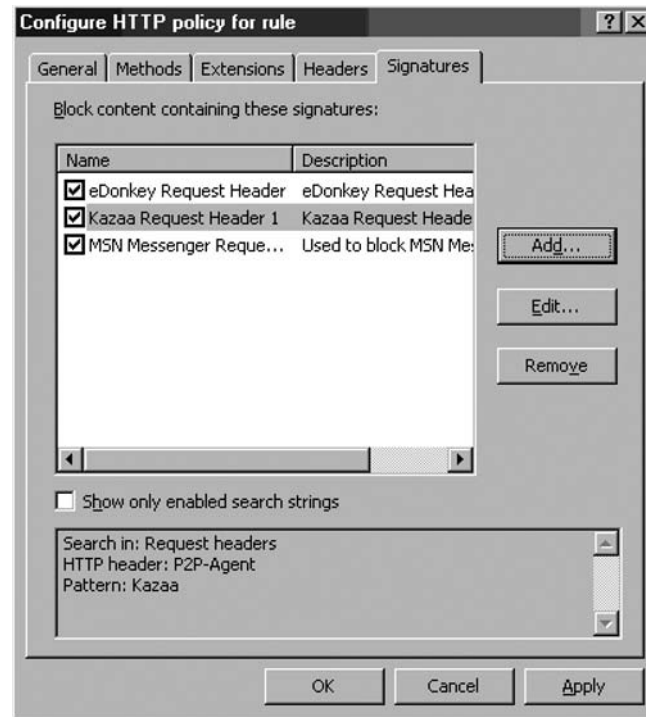 Configure HTTP policy for rule
General Methods Extensions Headers Signatures
Block content containing these signatures:
Name Description
eDonkey Request Header eDonkey Request Hea
Kazaa Request Header 1 Kazaa Request Heade
MSN Messenger Reque... Used to block MSN Mes
Add...
Edit...
Remove
Show only enabled search strings
Search in: Request headers
HTTP header: P2P-Agent
Pattern: Kazaa
OK Cancel Apply